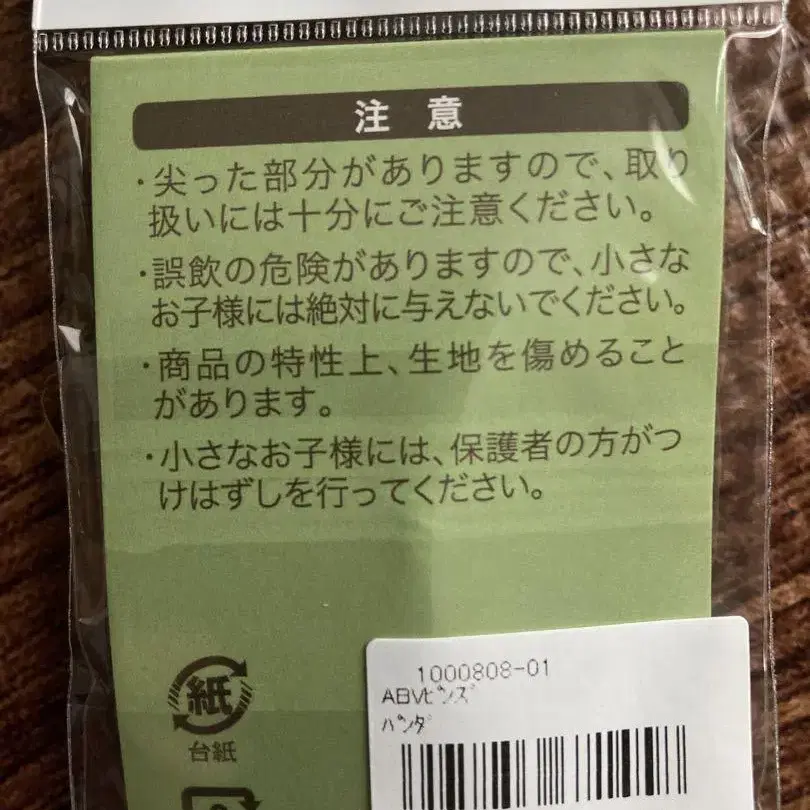 注 意
・尖った部分がありますので、取り
扱いには十分にご注意ください。
・誤飲の危険がありますので、小さな
お子様には絶対に与えないでください。
・商品の特性上、生地を傷めること
があります。
・小さなお子様には、保護者の方がつ
けはずしを行ってください。
紙
台紙
1000808-01
ABVﾋﾟﾝｽﾞ
ﾊﾟﾝﾀﾞ